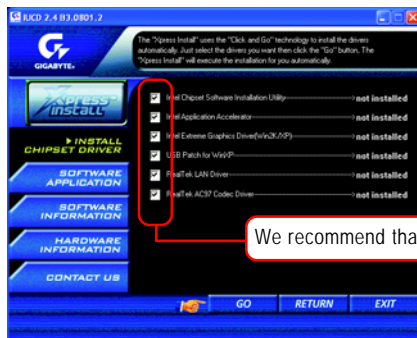 IUCD 2.4 B3.0801.2
GIGABYTE™
The "Xpress Install" uses the "Click and Go" technology to install the drivers
automatically. Just select the drivers you want then click the "Go" button. The
"Xpress Install" will execute the installation for you automatically.
Xpress™
INSTALL
INSTALL
CHIPSET DRIVER
SOFTWARE
APPLICATION
SOFTWARE
INFORMATION
HARDWARE
INFORMATION
CONTACT US
Intel Chipset Software Installation Utility not installed
Intel Application Accelerator not installed
Intel Extreme Graphics Driver(Win2K/XP) not installed
USB Patch for WinXP not installed
RealTek LAN Driver not installed
RealTek AC97 Codec Driver not installed
We recommend tha
GO RETURN EXIT